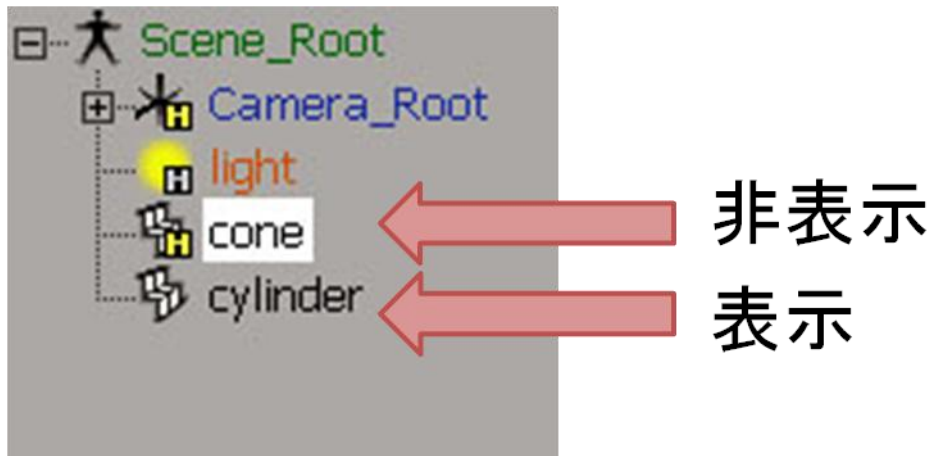 Scene_Root
H Camera_Root
H light
H cone
cylinder
非表示
表示